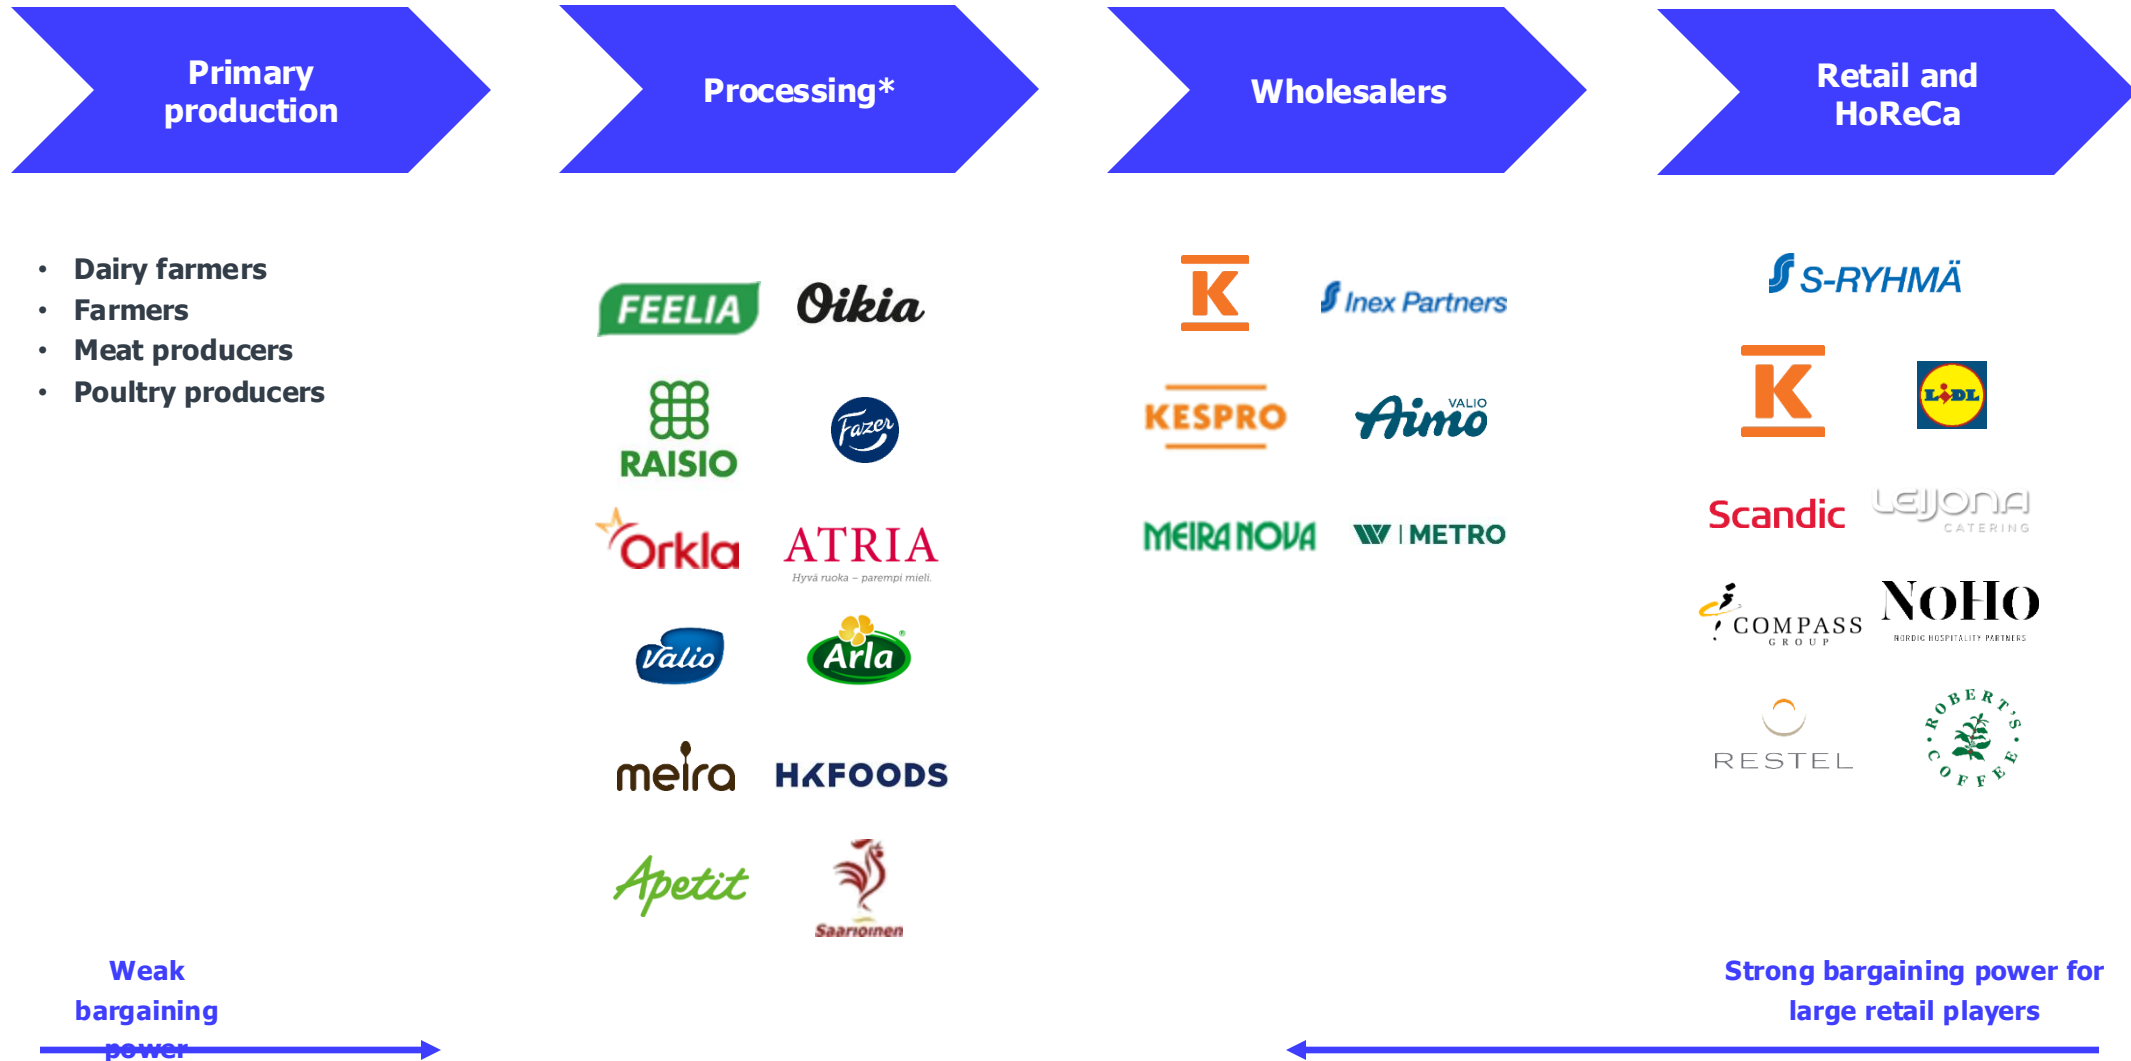 Primary
production
Processing*
Wholesalers
Retail and
HoReCa
• Dairy farmers
• Farmers
• Meat producers
• Poultry producers
FEELIA
Oikia
RAISIO
Fazer
Orkla
ATRIA
Hyvä ruoka – parempi mieli.
Valio
Arla
®
meira
HKFOODS
Apetit
Saarioinen
K
Inex Partners
KESPRO
VALIO
Aimo
MEIRA NOVA
W | METRO
S-RYHMÄ
K
LIDL
Scandic
LEIJONA
CATERING
COMPASS
GROUP
NOHO
NORDIC HOSPITALITY PARTNERS
RESTEL
ROBERT'S
COFFEE
Weak
bargaining
power
Strong bargaining power for
large retail players